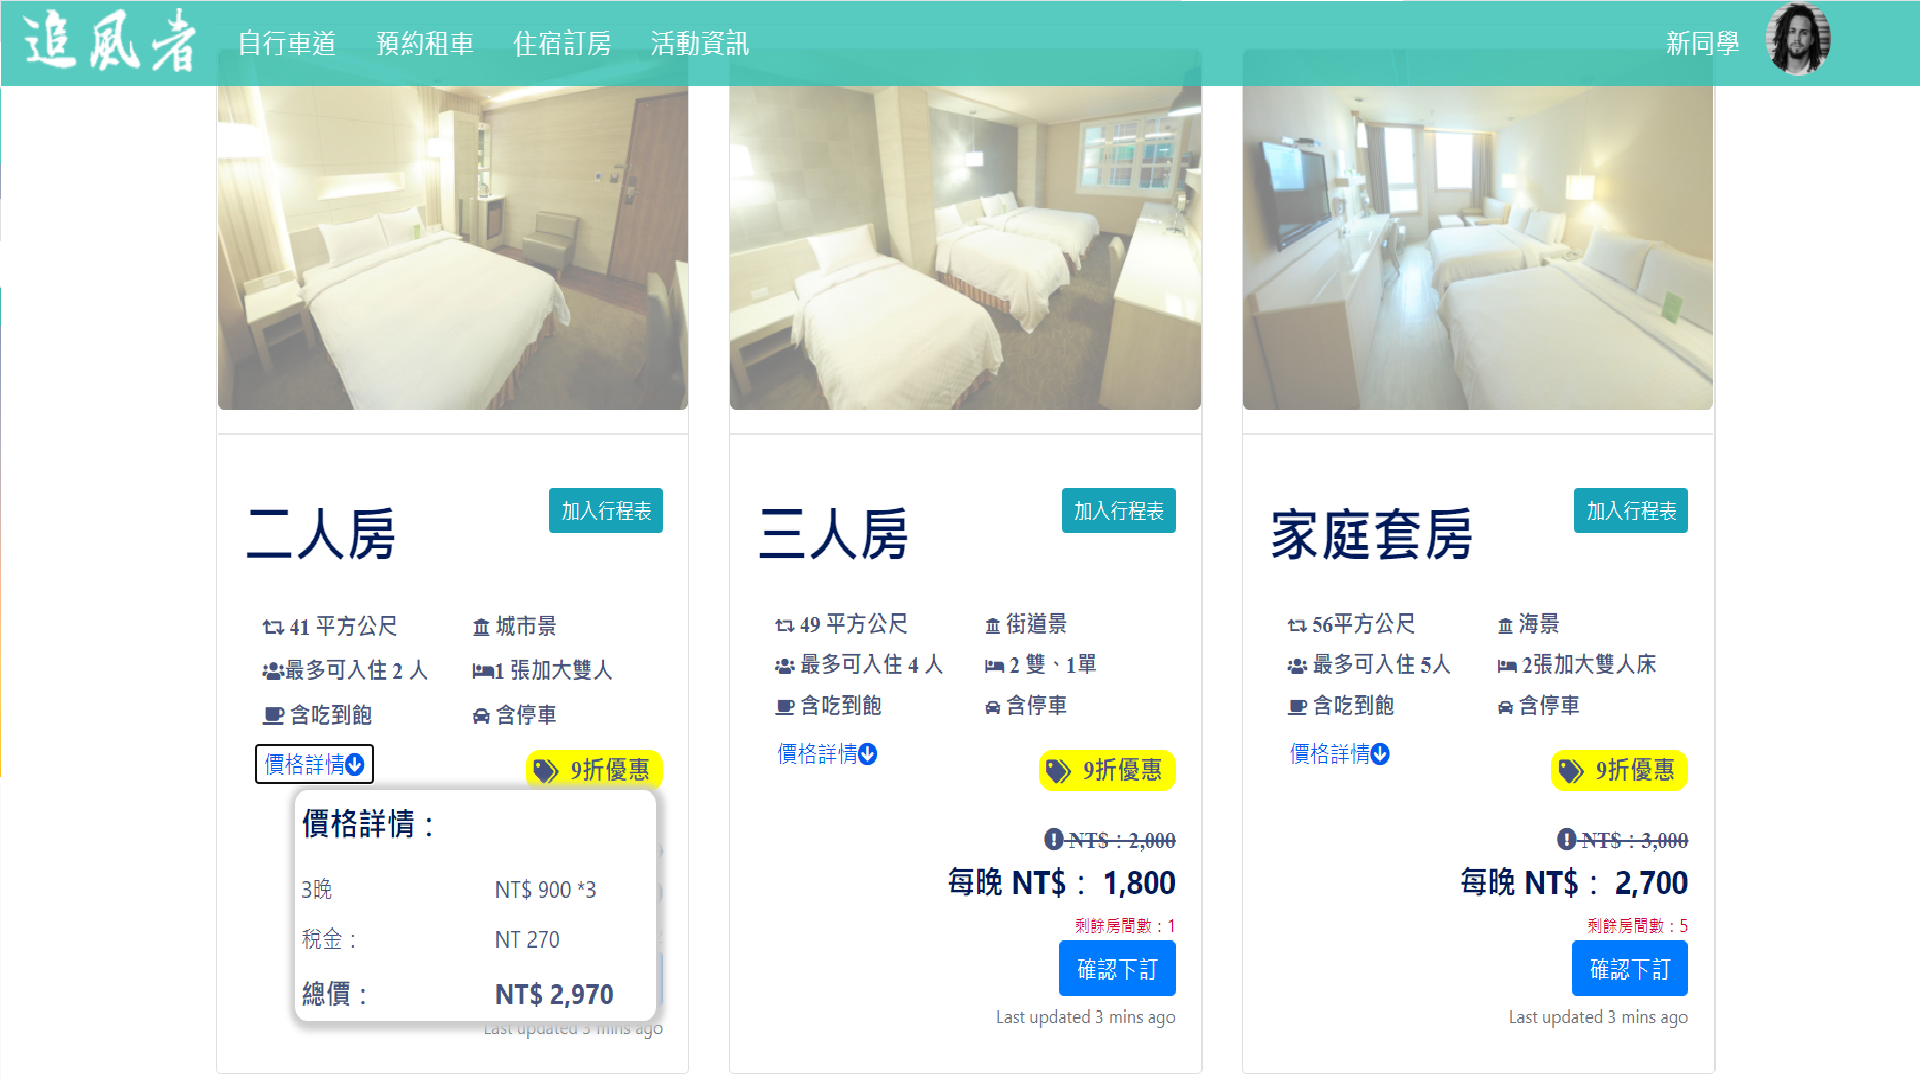 追風者
自行車道 預約租車 住宿訂房 活動資訊
新同學
二人房
加入行程表
41 平方公尺
城市景
最多可入住 2 人
1 張加大雙人
含吃到飽
含停車
價格詳情
9折優惠
價格詳情：
3晚 NT$ 900 *3
稅金： NT 270
總價： NT$ 2,970
Last updated 3 mins ago
三人房
加入行程表
49 平方公尺
街道景
最多可入住 4 人
2 雙、1單
含吃到飽
含停車
價格詳情
9折優惠
NT$：2,000
每晚 NT$： 1,800
剩餘房間數：1
確認下訂
Last updated 3 mins ago
家庭套房
加入行程表
56平方公尺
海景
最多可入住 5人
2張加大雙人床
含吃到飽
含停車
價格詳情
9折優惠
NT$：3,000
每晚 NT$： 2,700
剩餘房間數：5
確認下訂
Last updated 3 mins ago